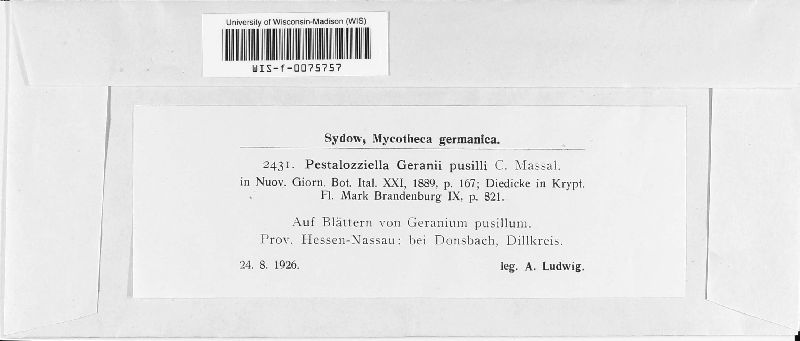 University of Wisconsin-Madison (WIS)
WIS-f-0075757
Sydow, Mycotheca germanica.
2431. Pestalozziella Geranii pusilli C. Massal.
in Nuov. Giorn. Bot. Ital. XXI, 1889, p. 167; Diedicke in Krypt.
Fl. Mark Brandenburg IX, p. 821.
Auf Blättern von Geranium pusillum.
Prov. Hessen-Nassau: bei Donsbach, Dillkreis.
24. 8. 1926. leg. A. Ludwig.